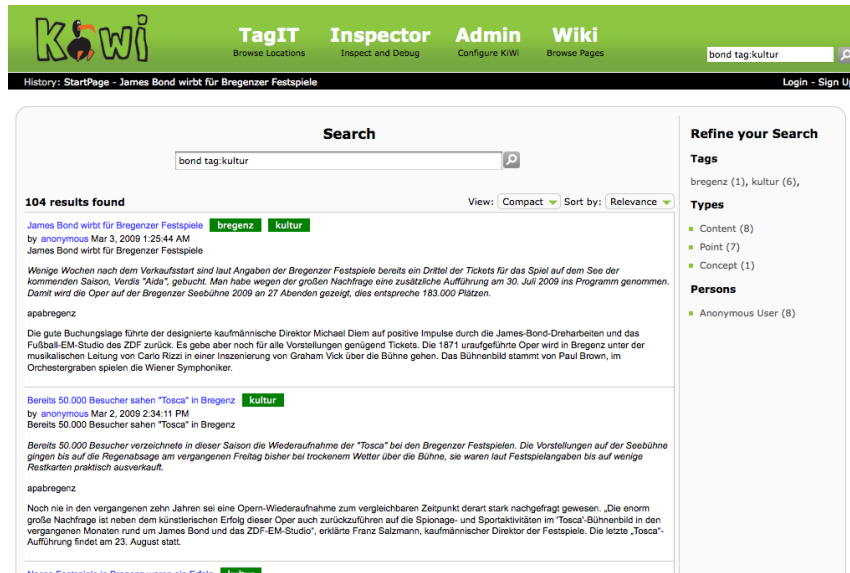 KiWi
TagIT Inspector Admin Wiki
Browse Locations Inspect and Debug Configure KiWi Browse Pages
bond tag:kultur
History: StartPage - James Bond wirbt für Bregenzer Festspiele
Login - Sign U
Search
bond tag:kultur
104 results found
View: Compact Sort by: Relevance
James Bond wirbt für Bregenzer Festspiele bregenz kultur
by anonymous Mar 3, 2009 1:25:44 AM
James Bond wirbt für Bregenzer Festspiele
Wenige Wochen nach dem Verkaufsstart sind laut Angaben der Bregenzer Festspiele bereits ein Drittel der Tickets für das Spiel auf dem See der
kommenden Saison, Verdis "Aida", gebucht. Man habe wegen der großen Nachfrage eine zusätzliche Aufführung am 30. Juli 2009 ins Programm genommen.
Damit wird die Oper auf der Bregenzer Seebühne 2009 an 27 Abenden gezeigt, dies entspreche 183.000 Plätzen.
apabregenz
Die gute Buchungslage führte der designierte kaufmännische Direktor Michael Diem auf positive Impulse durch die James-Bond-Dreharbeiten und das
Fußball-EM-Studio des ZDF zurück. Es gebe aber noch für alle Vorstellungen genügend Tickets. Die 1871 uraufgeführte Oper wird in Bregenz unter der
musikalischen Leitung von Carlo Rizzi in einer Inszenierung von Graham Vick über die Bühne gehen. Das Bühnenbild stammt von Paul Brown, im
Orchestergraben spielen die Wiener Symphoniker.
Bereits 50.000 Besucher sahen "Tosca" in Bregenz kultur
by anonymous Mar 2, 2009 2:34:11 PM
Bereits 50.000 Besucher sahen "Tosca" in Bregenz
Bereits 50.000 Besucher verzeichnete in dieser Saison die Wiederaufnahme der "Tosca" bei den Bregenzer Festspielen. Die Vorstellungen auf der Seebühne
gingen bis auf die Regenabsage am vergangenen Freitag bisher bei trockenem Wetter über die Bühne, sie waren laut Festspielangaben bis auf wenige
Restkarten praktisch ausverkauft.
apabregenz
Noch nie in den vergangenen zehn Jahren sei eine Opern-Wiederaufnahme zum vergleichbaren Zeitpunkt derart stark nachgefragt gewesen. „Die enorm
große Nachfrage ist neben dem künstlerischen Erfolg dieser Oper auch zurückzuführen auf die Spionage- und Sportaktivitäten im 'Tosca'-Bühnenbild in den
vergangenen Monaten rund um James Bond und das ZDF-EM-Studio", erklärte Franz Salzmann, kaufmännischer Direktor der Festspiele. Die letzte „Tosca"-
Aufführung findet am 23. August statt.
Refine your Search
Tags
bregenz (1), kultur (6),
Types
Content (8)
Point (7)
Concept (1)
Persons
Anonymous User (8)